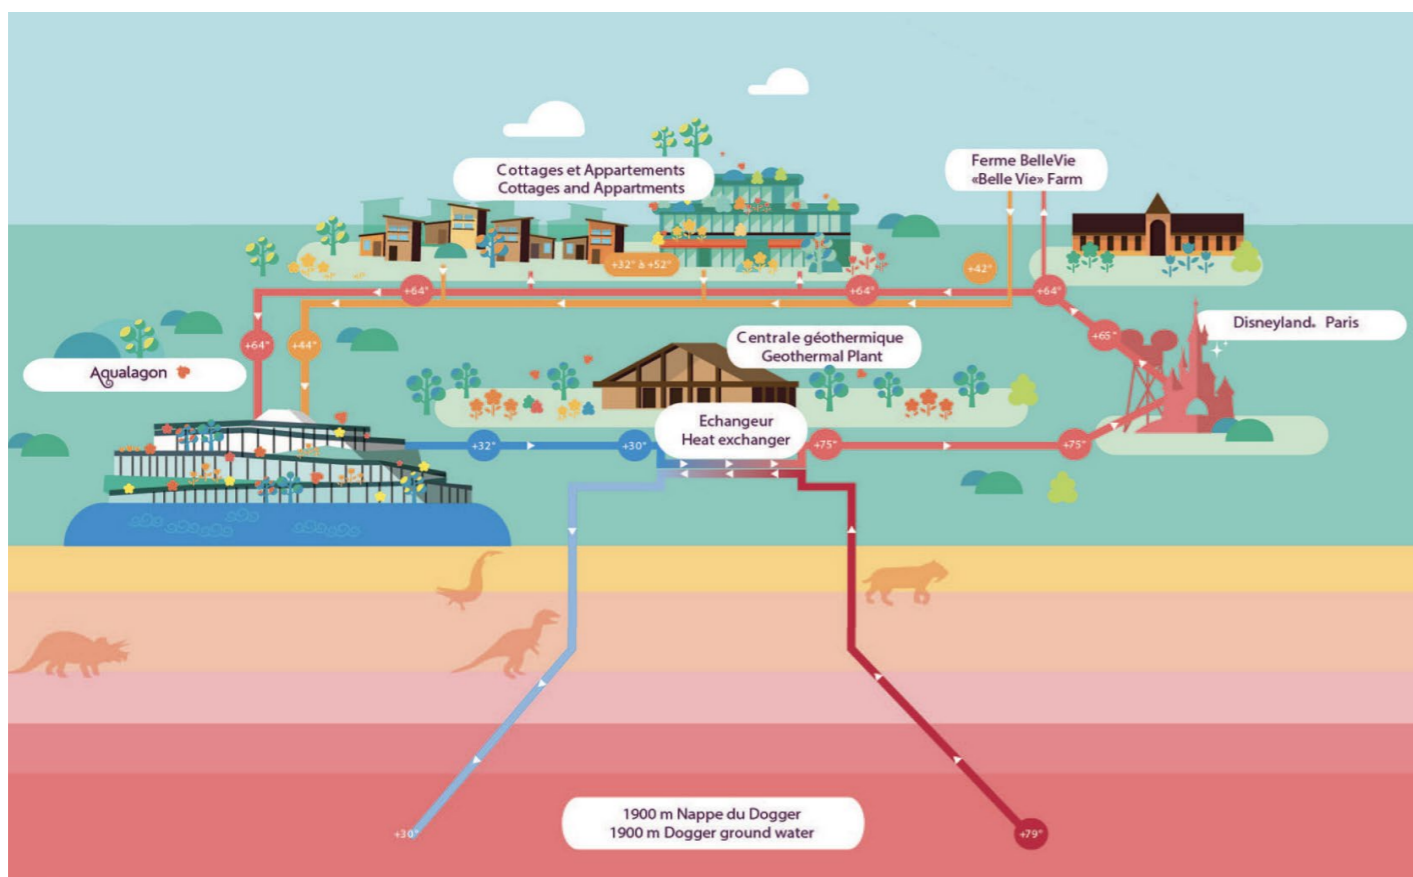 Cottages et Appartements
Cottages and Appartments
Ferme BelleVie
«Belle Vie» Farm
+32° à +52°
+42°
+64°
+64°
+64°
+65°
Disneyland® Paris
+64°
+44°
Centrale géothermique
Geothermal Plant
Aqualagon
Echangeur
Heat exchanger
+32°
+30°
+75°
+75°
1900 m Nappe du Dogger
1900 m Dogger ground water
+30°
+79°